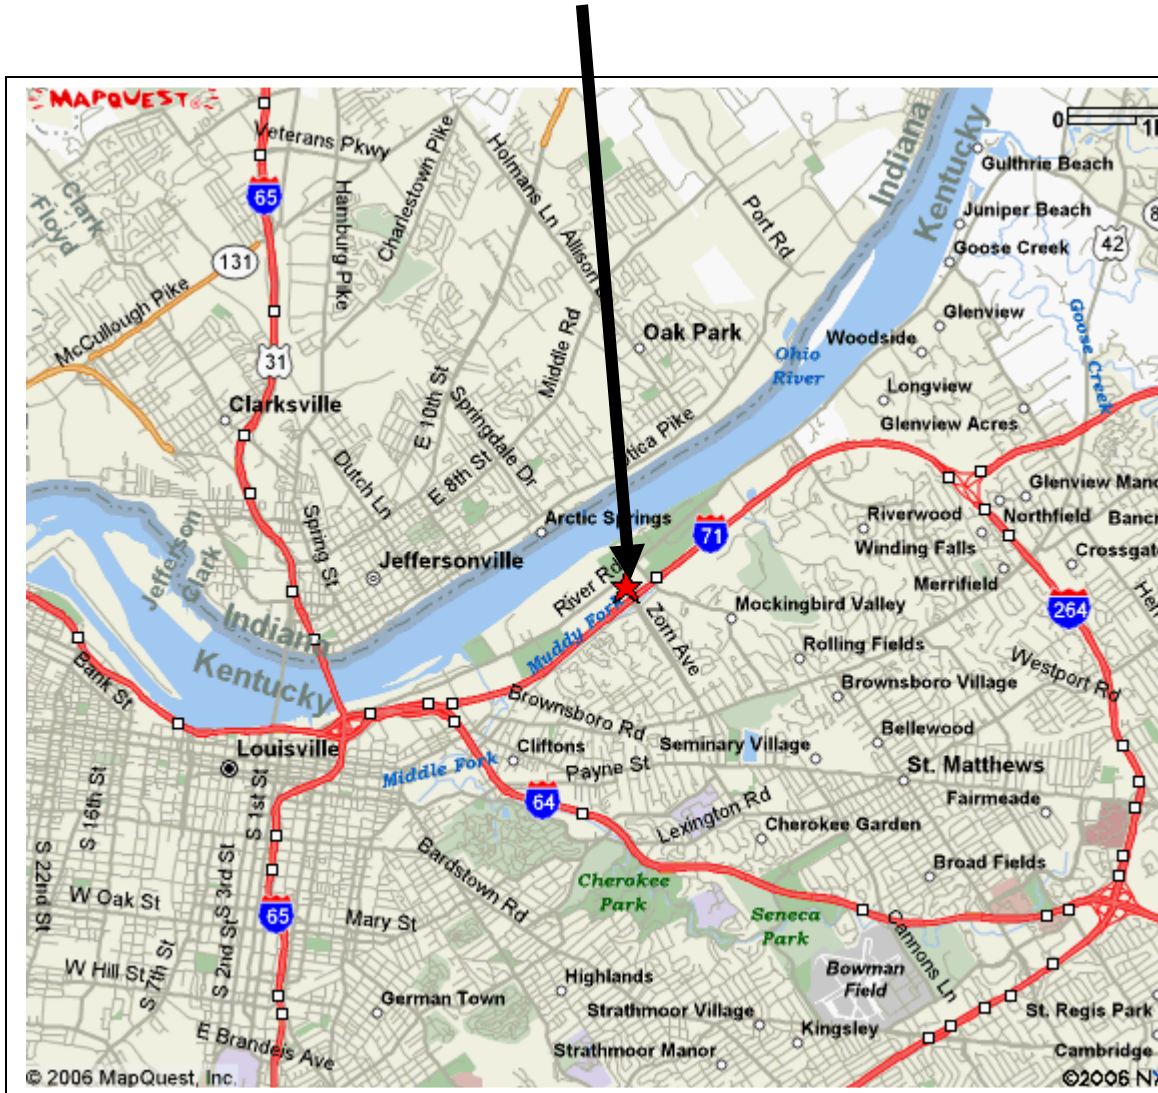 MAPQUEST
0
Veterans Pkwy
Indiana
Kentucky
Gulthrie Beach
65
Clark
Floyd
Hamburg Pike
Charlestown Pike
Holmans Ln
Allison
Port Rd
Juniper Beach
42
Goose Creek
131
McCullough Pike
Glenview
Goose Creek
31
Oak Park
Woodside
Ohio
River
Middle Rd
E 10th St
Longview
Clarksville
Springdale Dr
Glenview Acres
Utica Pike
Dutch Ln
E 8th St
Glenview Mano
Spring St
Arctic Springs
71
Riverwood
Northfield
Bancr
Jefferson
Clark
Jeffersonville
Winding Falls
Crossgat
River Rd
Merrifield
Mockingbird Valley
264
Indiana
Kentucky
Muddy Fork
Zorn Ave
Rolling Fields
Westport Rd
Bank St
Brownsboro Village
Brownsboro Rd
Bellewood
Louisville
Cliftons
Seminary Village
Middle Fork
Payne St
St. Matthews
64
Fairmeade
S 16th St
S 1st St
Lexington Rd
Cherokee Garden
Bardstown Rd
Broad Fields
S 22nd St
S 3rd St
Cherokee
Park
W Oak St
65
Mary St
Seneca
Park
Cannons Ln
W Hill St
S 7th St
S 2nd St
Highlands
Bowman
Field
German Town
Strathmoor Village
St. Regis Park
Kingsley
E Brandeis Ave
Strathmoor Manor
Cambridge
© 2006 MapQuest, Inc.
©2006